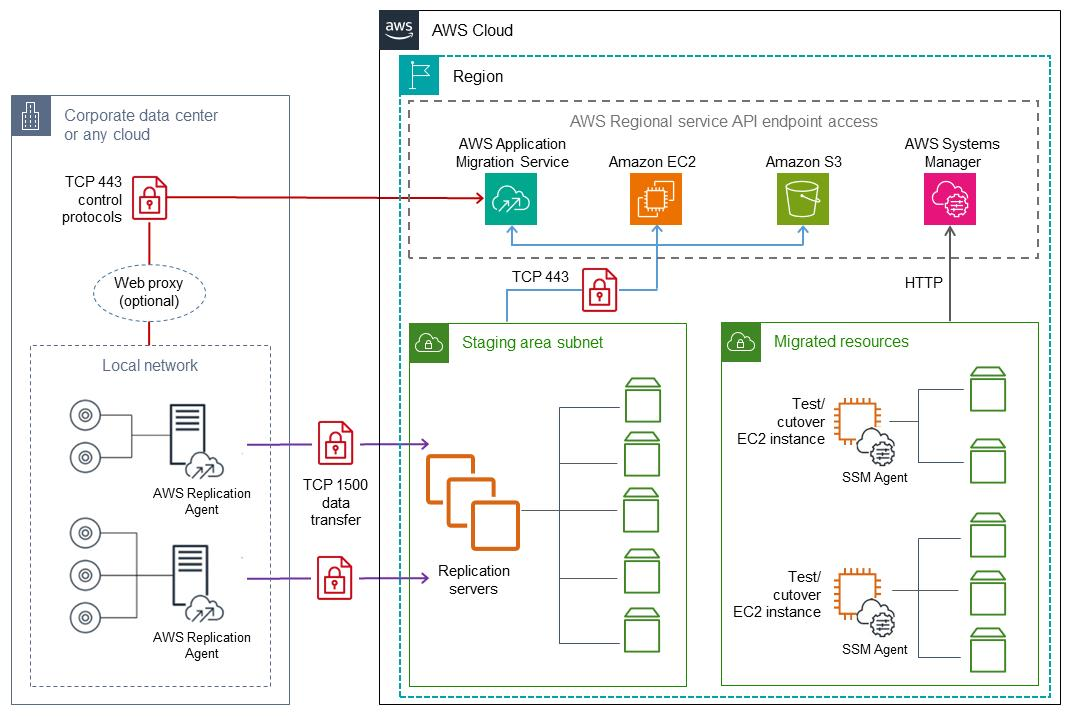 aws
AWS Cloud
Region
Corporate data center
or any cloud
AWS Regional service API endpoint access
AWS Application
Migration Service
Amazon EC2
Amazon S3
AWS Systems
Manager
TCP 443
control
protocols
Web proxy
(optional)
TCP 443
HTTP
Local network
Staging area subnet
Migrated resources
AWS Replication
Agent
TCP 1500
data
transfer
Test/
cutover
EC2 instance
SSM Agent
Replication
servers
AWS Replication
Agent
Test/
cutover
EC2 instance
SSM Agent